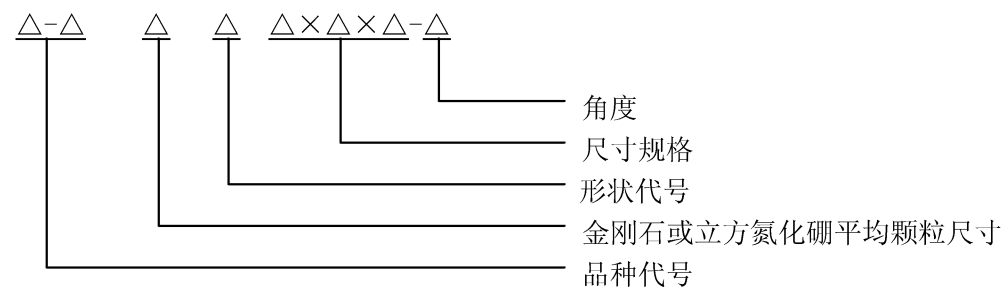 △-△ △ △ △×△×△-△
角度
尺寸规格
形状代号
金刚石或立方氮化硼平均颗粒尺寸
品种代号